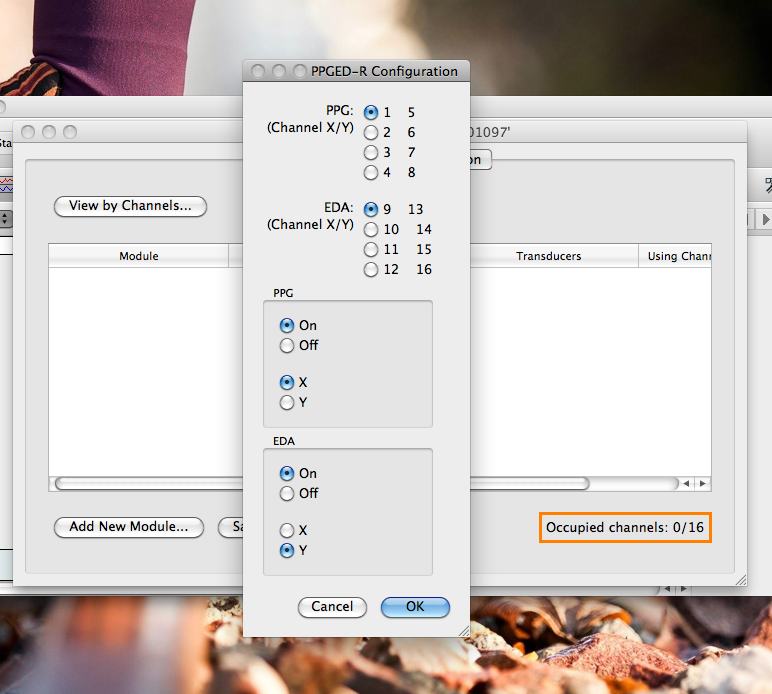 PPGED-R Configuration
PPG: 1 5
(Channel X/Y) 2 6
3 7
4 8
01097'
on
Sta
View by Channels...
EDA: 9 13
(Channel X/Y) 10 14
11 15
12 16
Module Transducers Using Chann
PPG
On
Off
X
Y
EDA
On
Off
X
Y
Add New Module... Sa Occupied channels: 0/16
Cancel OK